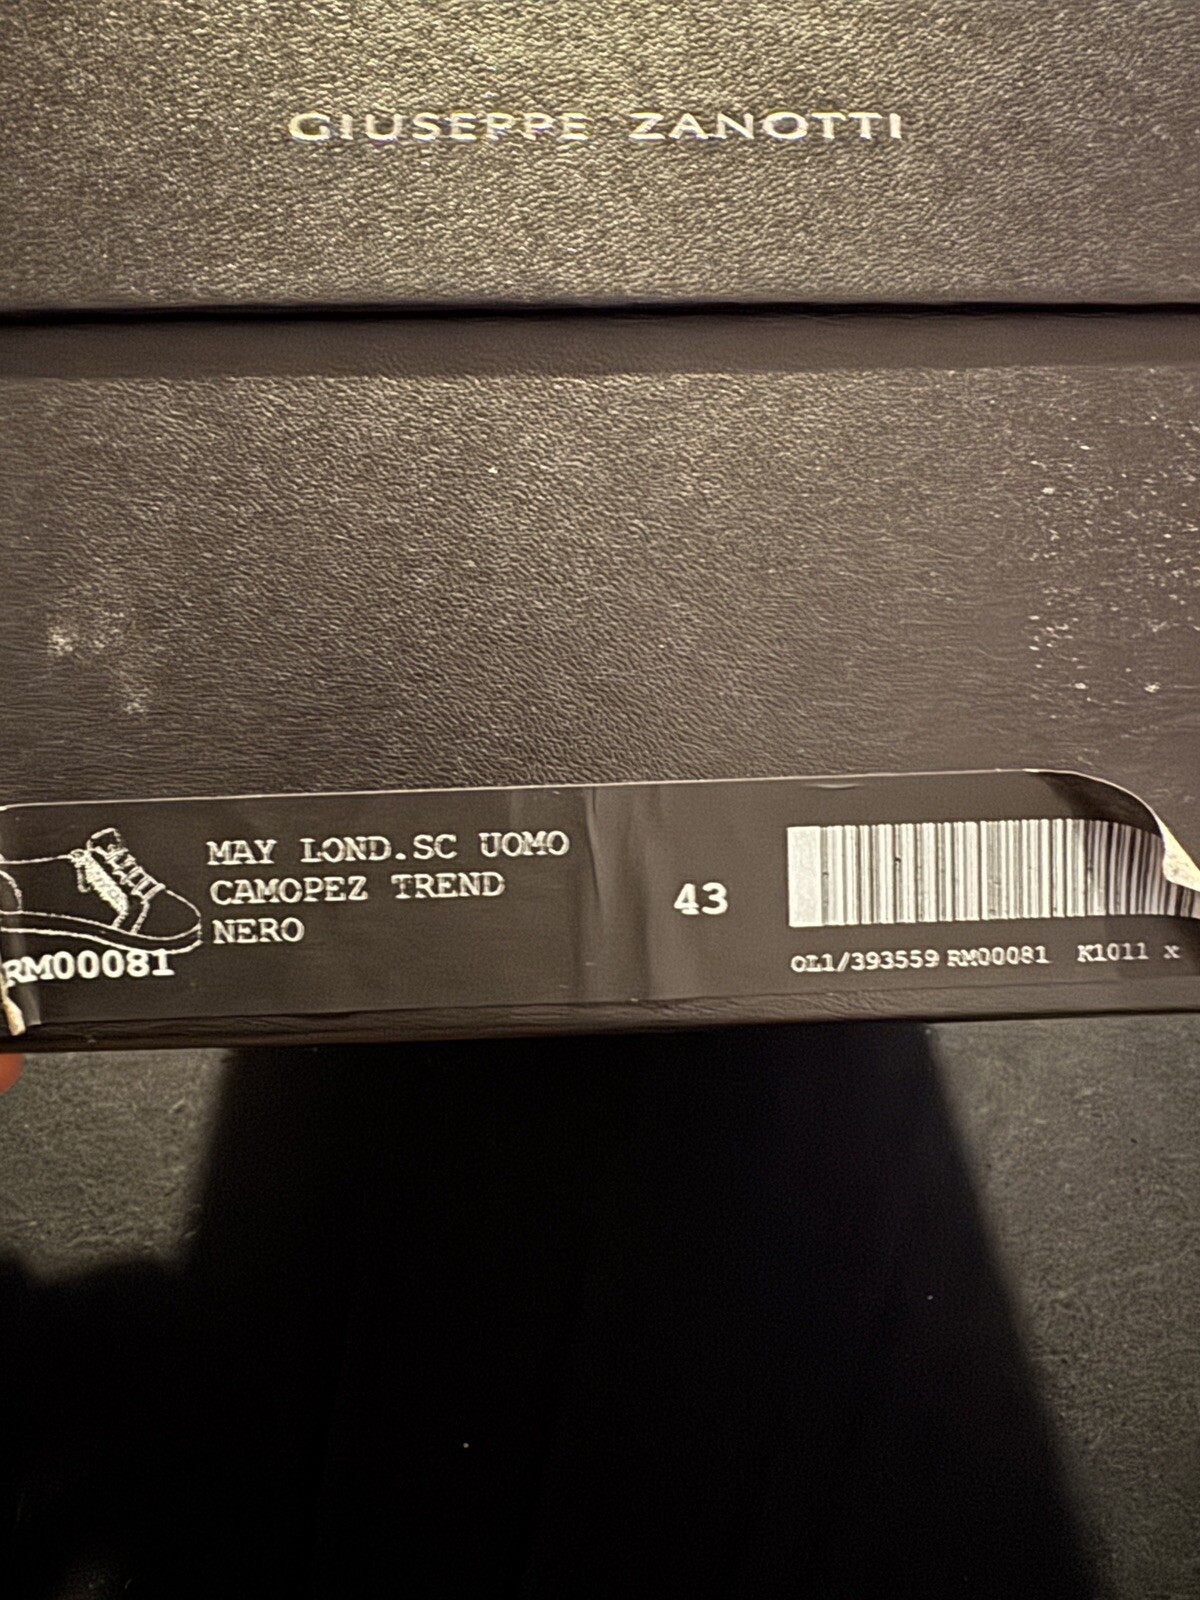 GIUSEPPE ZANOTTI
MAY LOND.SC UOMO
CAMOPEZ TREND
NERO
RM00081
43
OL1/393559 RM00081 K1011 x